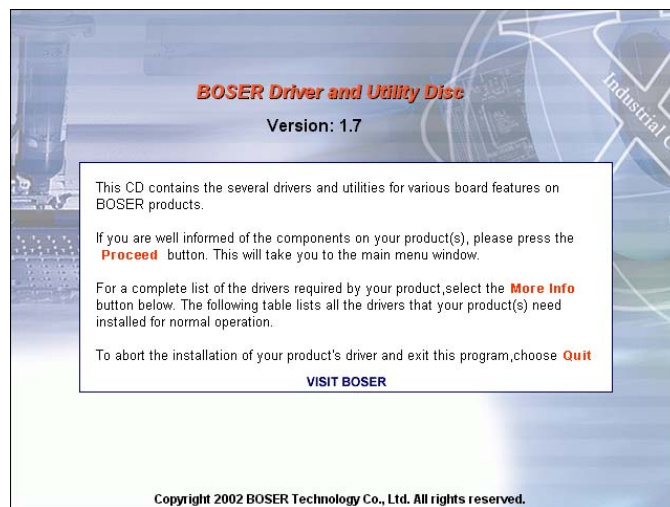 BOSER Driver and Utility Disc
Version: 1.7
Industrial C
This CD contains the several drivers and utilities for various board features on
BOSER products.
If you are well informed of the components on your product(s), please press the
Proceed button. This will take you to the main menu window.
For a complete list of the drivers required by your product,select the More Info
button below. The following table lists all the drivers that your product(s) need
installed for normal operation.
To abort the installation of your product's driver and exit this program,choose Quit
VISIT BOSER
Copyright 2002 BOSER Technology Co., Ltd. All rights reserved.